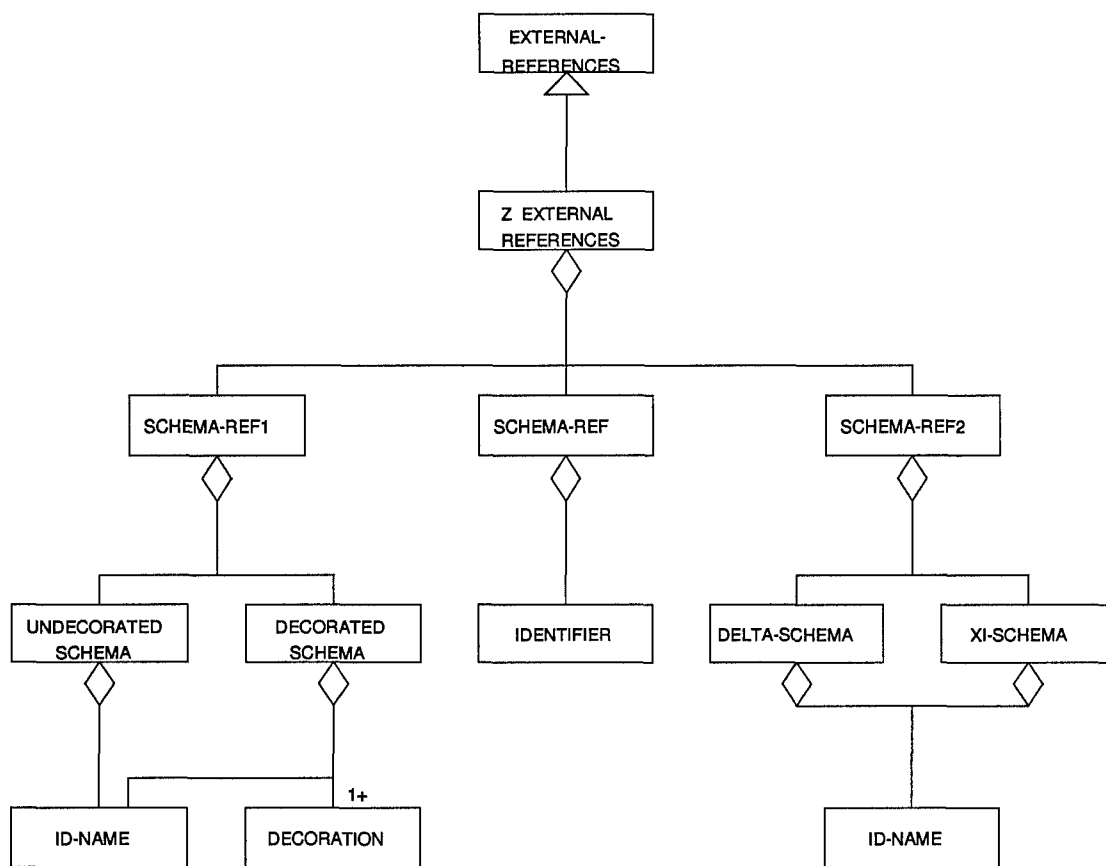 EXTERNAL-
REFERENCES
Z EXTERNAL
REFERENCES
SCHEMA-REF1
SCHEMA-REF
SCHEMA-REF2
UNDECORATED
SCHEMA
DECORATED
SCHEMA
IDENTIFIER
DELTA-SCHEMA
XI-SCHEMA
1+
ID-NAME
DECORATION
ID-NAME